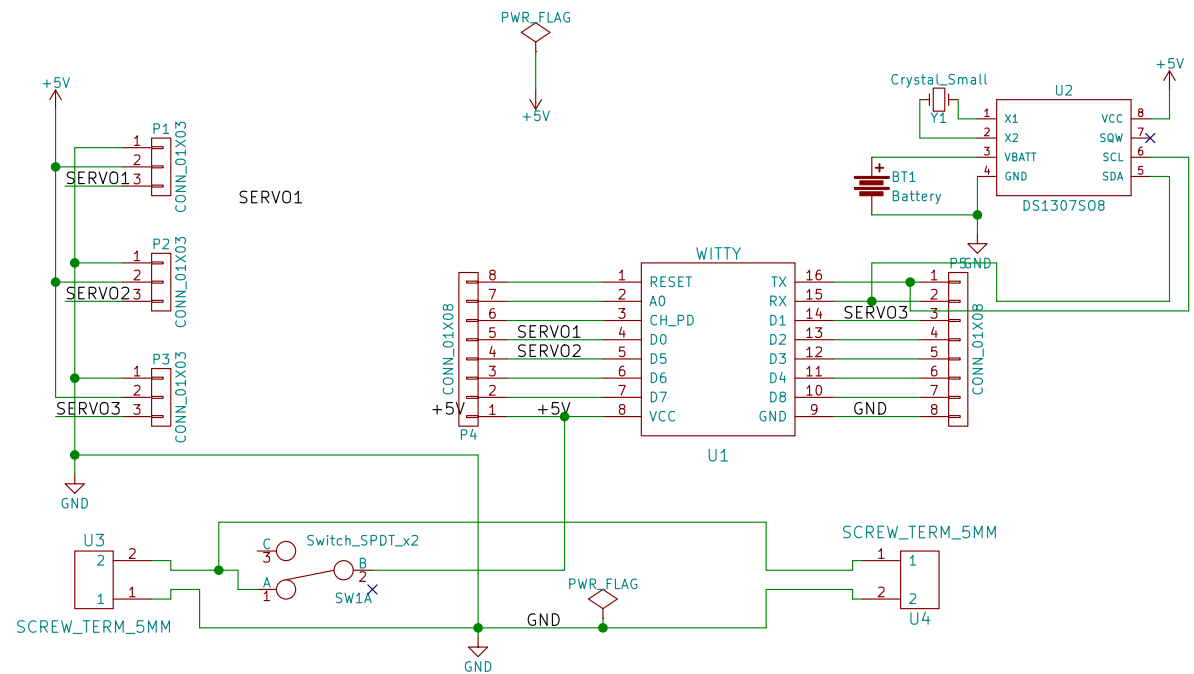 PWR_FLAG
+5V
+5V
P1
1
2
SERVO1 3
CONN_01X03
SERVO1
P2
1
2
SERVO2 3
CONN_01X03
P3
1
2
SERVO3 3
CONN_01X03
GND
Crystal_Small
Y1
BT1
Battery
+
U2
+5V
1 X1 VCC 8
2 X2 SQW 7
3 VBATT SCL 6
4 GND SDA 5
DS1307SO8
GND
P5
WITTY
8 1 RESET TX 16 1
7 2 A0 RX 15 2
6 3 CH_PD D1 14 SERVO3 3
5 SERVO1 4 D0 D2 13 4
4 SERVO2 5 D5 D3 12 5
3 6 D6 D4 11 6
2 7 D7 D8 10 7
+5V 1 +5V 8 VCC GND 9 GND 8
CONN_01X08
P4
U1
CONN_01X08
U3
2 2
1 1
SCREW_TERM_5MM
C
3
Switch_SPDT_x2
B
2
A
1
SW1A
PWR_FLAG
GND
GND
SCREW_TERM_5MM
1 1
2 2
U4